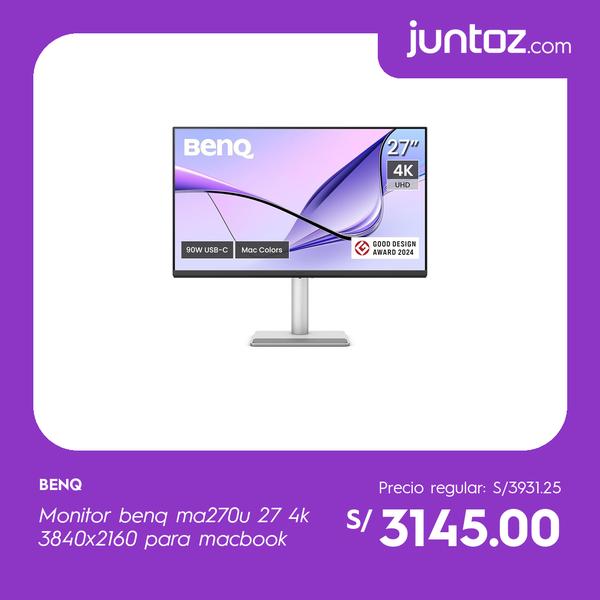 juntoz.com
BenQ
27"
4K
UHD
90W USB-C
Mac Colors
GOOD DESIGN
AWARD 2024
BENQ
Monitor benq ma270u 27 4k
3840x2160 para macbook
Precio regular: S/3931.25
S/ 3145.00